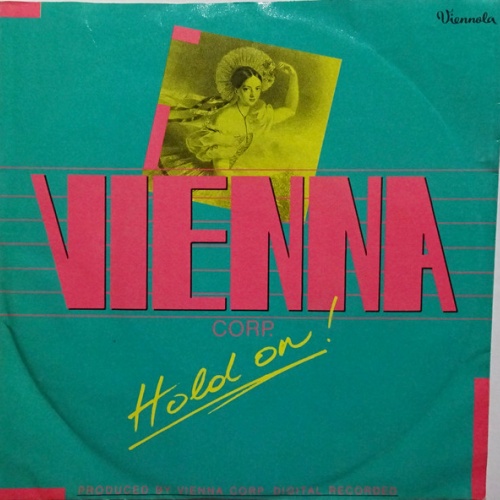 Viennola
VIENNA
CORP.
Hold on!
PRODUCED BY VIENNA CORP. DIGITAL RECORDED